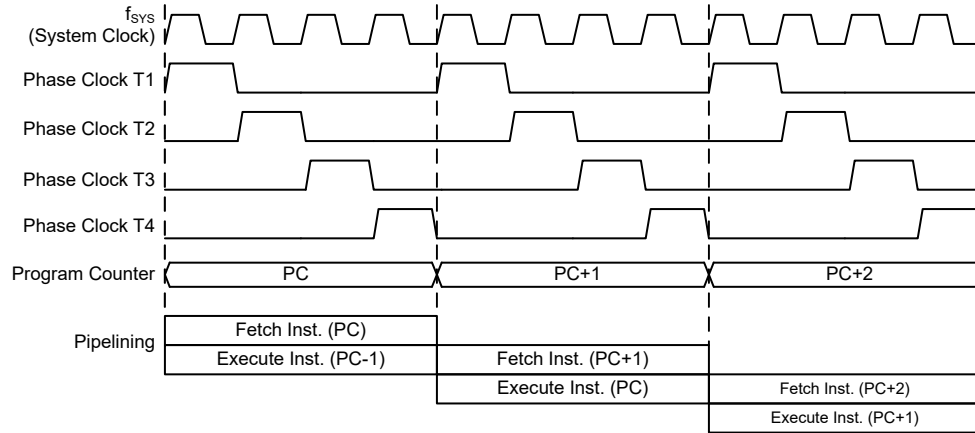 fSYS
(System Clock)
Phase Clock T1
Phase Clock T2
Phase Clock T3
Phase Clock T4
Program Counter PC PC+1 PC+2
Pipelining
Fetch Inst. (PC)
Execute Inst. (PC-1) Fetch Inst. (PC+1)
Execute Inst. (PC) Fetch Inst. (PC+2)
Execute Inst. (PC+1)